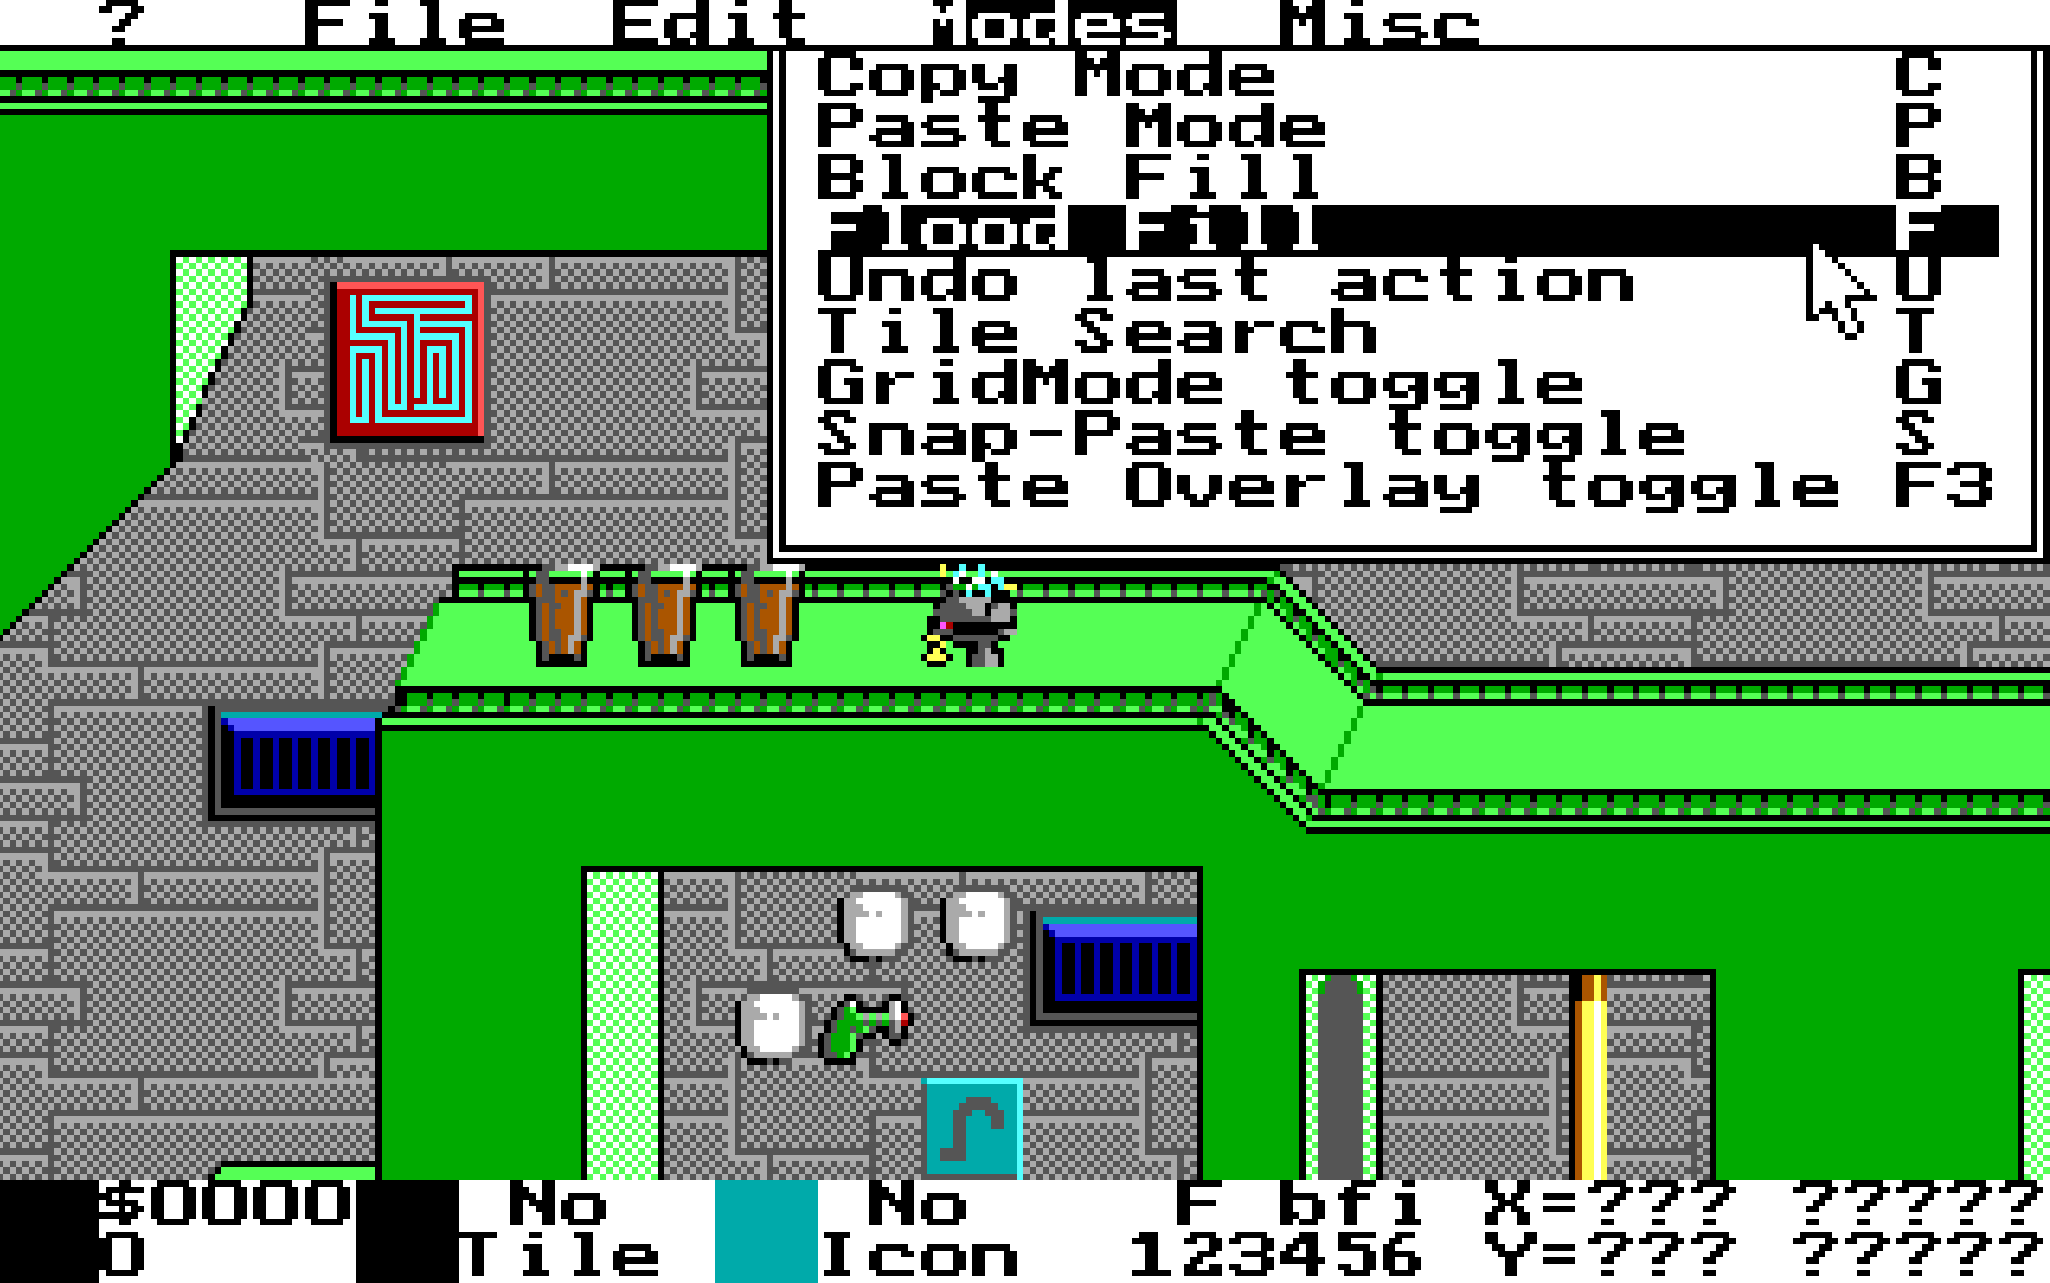 ? File Edit Modes Misc
Copy Mode C
Paste Mode P
Block Fill B
Flood Fill F
Undo last action U
Tile Search T
GridMode toggle G
Snap-Paste toggle S
Paste Overlay toggle F3
$0000 No No F bfi X=??? ?????
0 Tile Icon 123456 Y=??? ?????